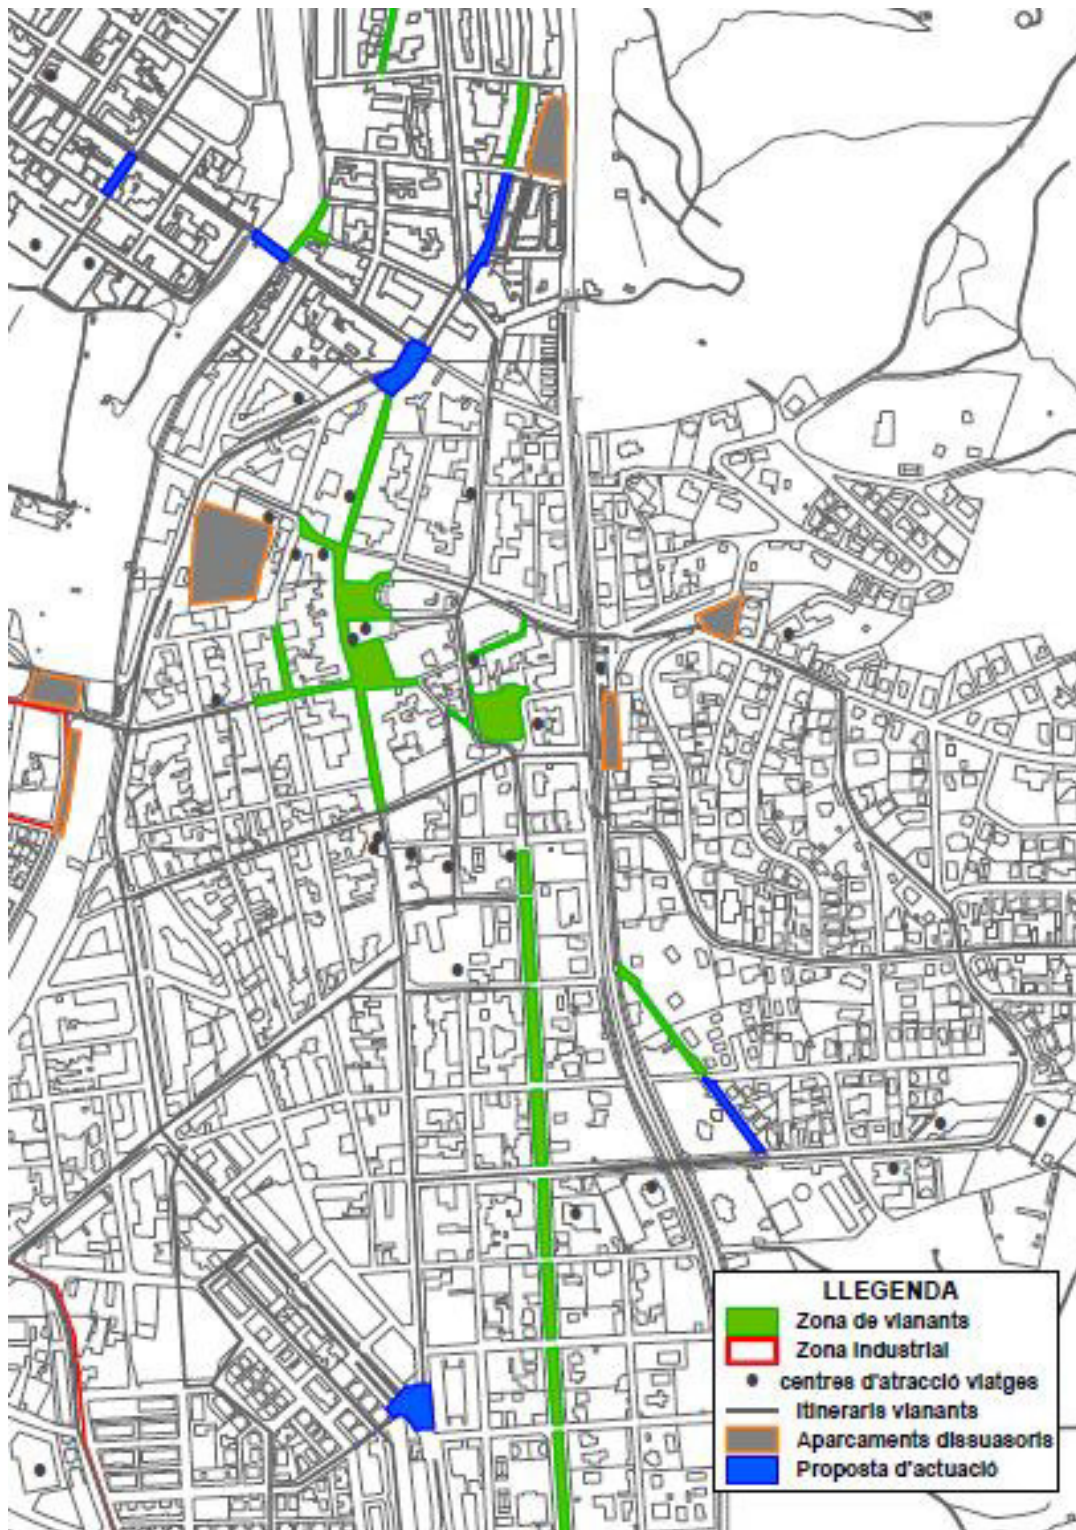 LLEGENDA
Zona de vianants
Zona industrial
centres d'atracció viatges
Itineraris vianants
Aparcaments dissuasoris
Proposta d'actuació